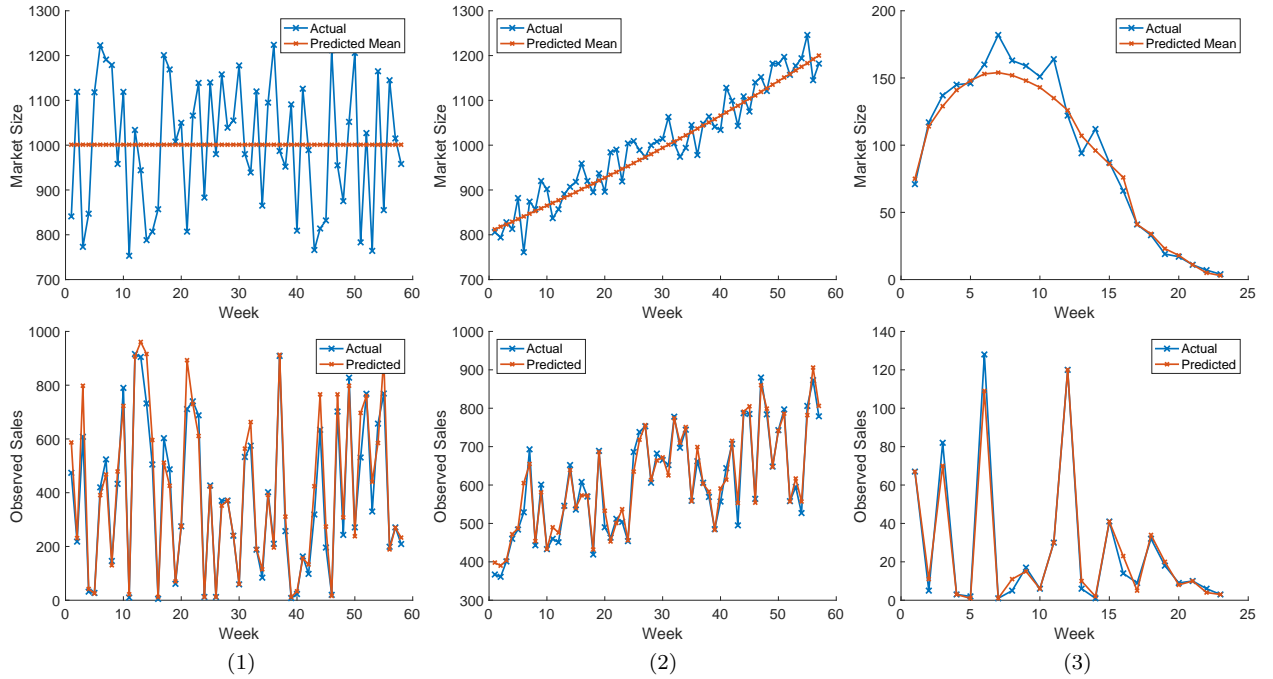 1300
1200
1100
1000
900
800
700
Market Size
0 10 20 30 40 50 60
Week
Actual
Predicted Mean
1300
1200
1100
1000
900
800
700
Market Size
0 10 20 30 40 50 60
Week
Actual
Predicted Mean
200
150
100
50
0
Market Size
0 5 10 15 20 25
Week
Actual
Predicted Mean
1000
800
600
400
200
0
Observed Sales
0 10 20 30 40 50 60
Week
Actual
Predicted
(1)
1000
900
800
700
600
500
400
300
Observed Sales
0 10 20 30 40 50 60
Week
Actual
Predicted
(2)
140
120
100
80
60
40
20
0
Observed Sales
0 5 10 15 20 25
Week
Actual
Predicted
(3)